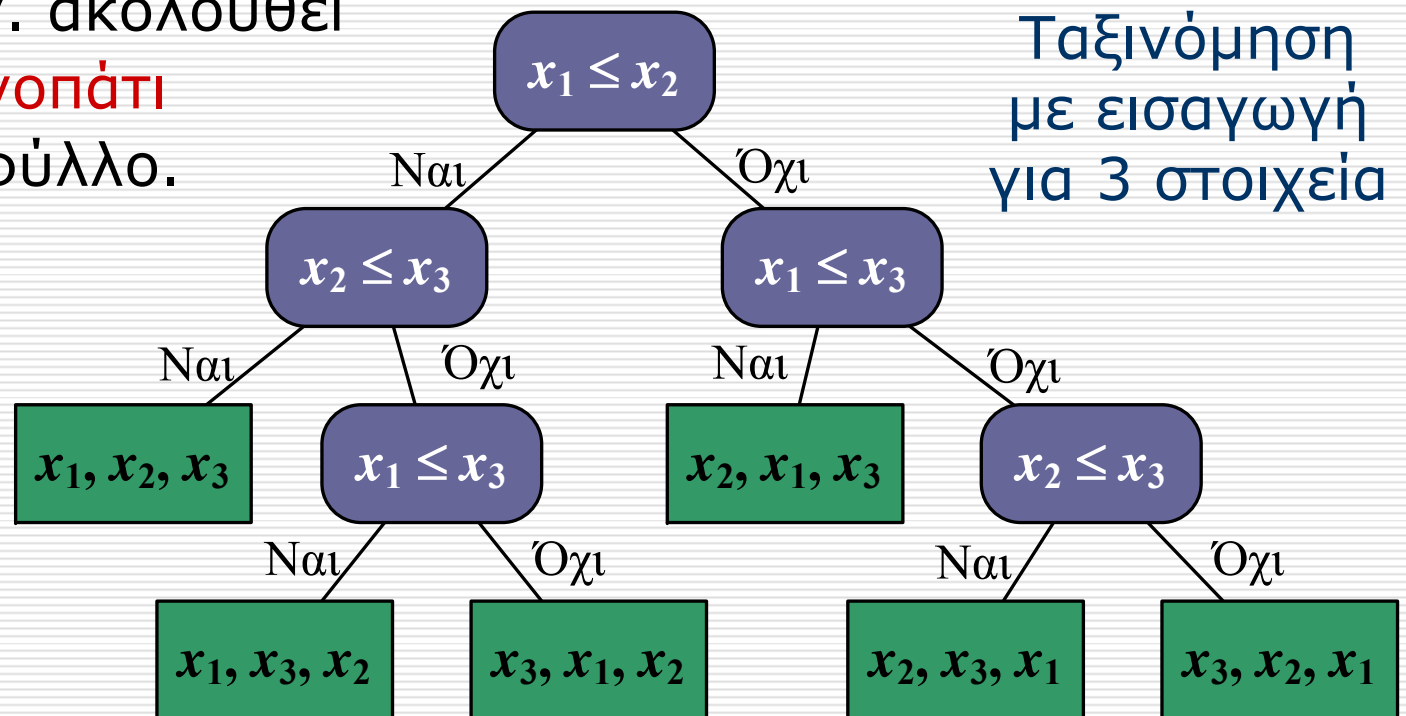 ακολουθεί
Ταξινόμηση
με εισαγωγή
για 3 στοιχεία
x₁ ≤ x₂
Ναι Όχι
x₂ ≤ x₃ x₁ ≤ x₃
Ναι Όχι Ναι Όχι
x₁, x₂, x₃ x₁ ≤ x₃ x₂, x₁, x₃ x₂ ≤ x₃
Ναι Όχι Ναι Όχι
x₁, x₃, x₂ x₃, x₁, x₂ x₂, x₃, x₁ x₃, x₂, x₁